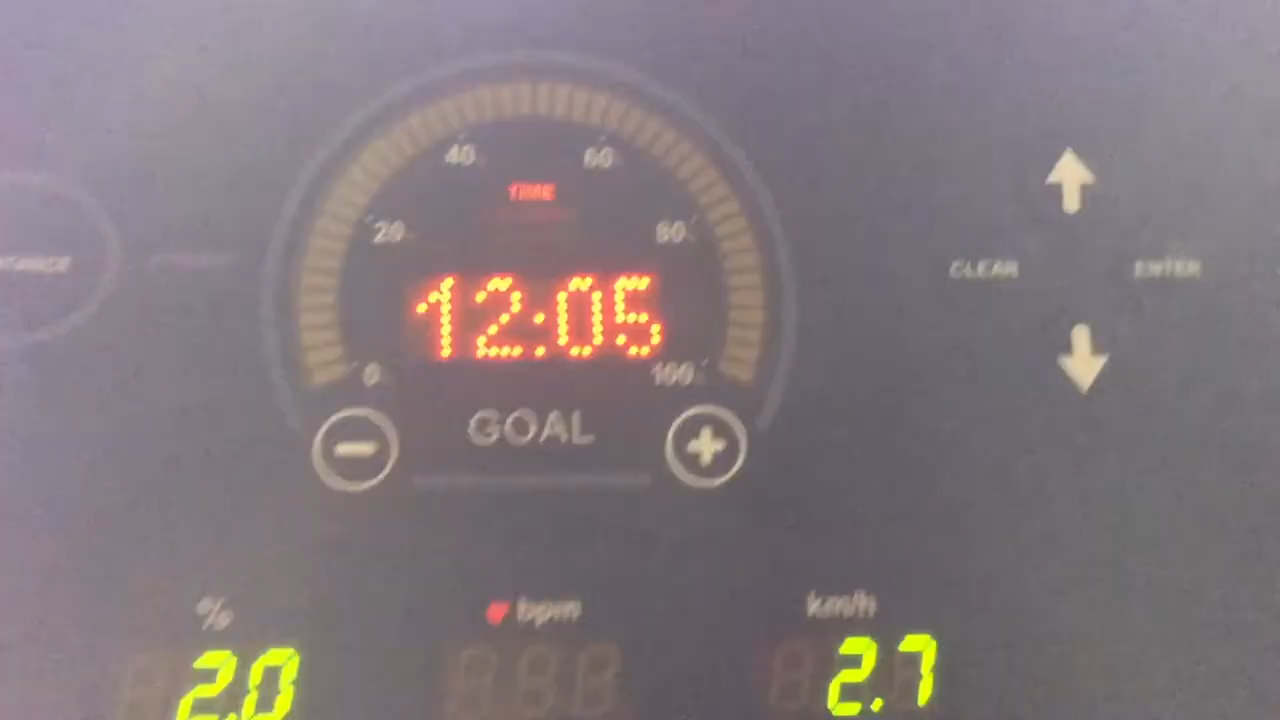 40 60
TIME
20 80
12:05
0 100
CLEAR ENTER
− GOAL +
% bpm km/h
2.0 2.7